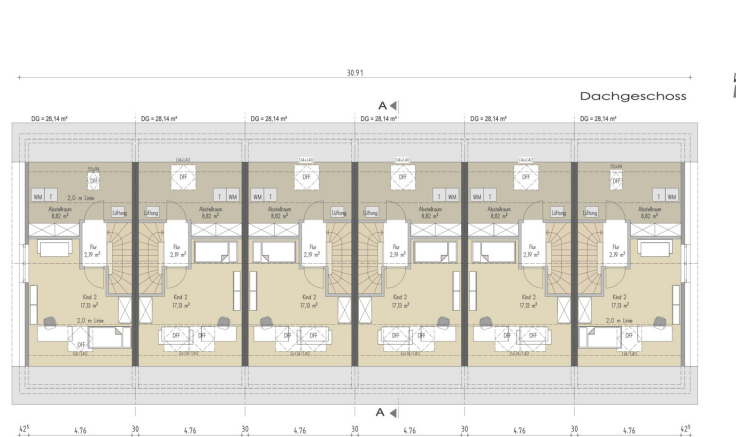 30.91
A
Dachgeschoss
DG = 28,14 m² DG = 28,14 m² DG = 28,14 m² DG = 28,14 m² DG = 28,14 m² DG = 28,14 m²
55x98 114x140 114x140 114x140 114x140 55x98
DFF DFF DFF DFF DFF DFF
WM T T WM WM T T WM WM T T WM
2,0 m Linie
Abstellraum Abstellraum Abstellraum Abstellraum Abstellraum Abstellraum
8,82 m² 8,82 m² 8,82 m² 8,82 m² 8,82 m² 8,82 m²
Lüftung Lüftung Lüftung Lüftung Lüftung Lüftung
Flur Flur Flur Flur Flur Flur
2,19 m² 2,19 m² 2,19 m² 2,19 m² 2,19 m² 2,19 m²
Kind 2 Kind 2 Kind 2 Kind 2 Kind 2 Kind 2
17,13 m² 17,13 m² 17,13 m² 17,13 m² 17,13 m² 17,13 m²
2,0 m Linie 2,0 m Linie
DFF DFF DFF DFF DFF DFF DFF DFF DFF DFF
A
42⁵ 4.76 30 4.76 30 4.76 30 4.76 30 4.76 30 4.76 42⁵